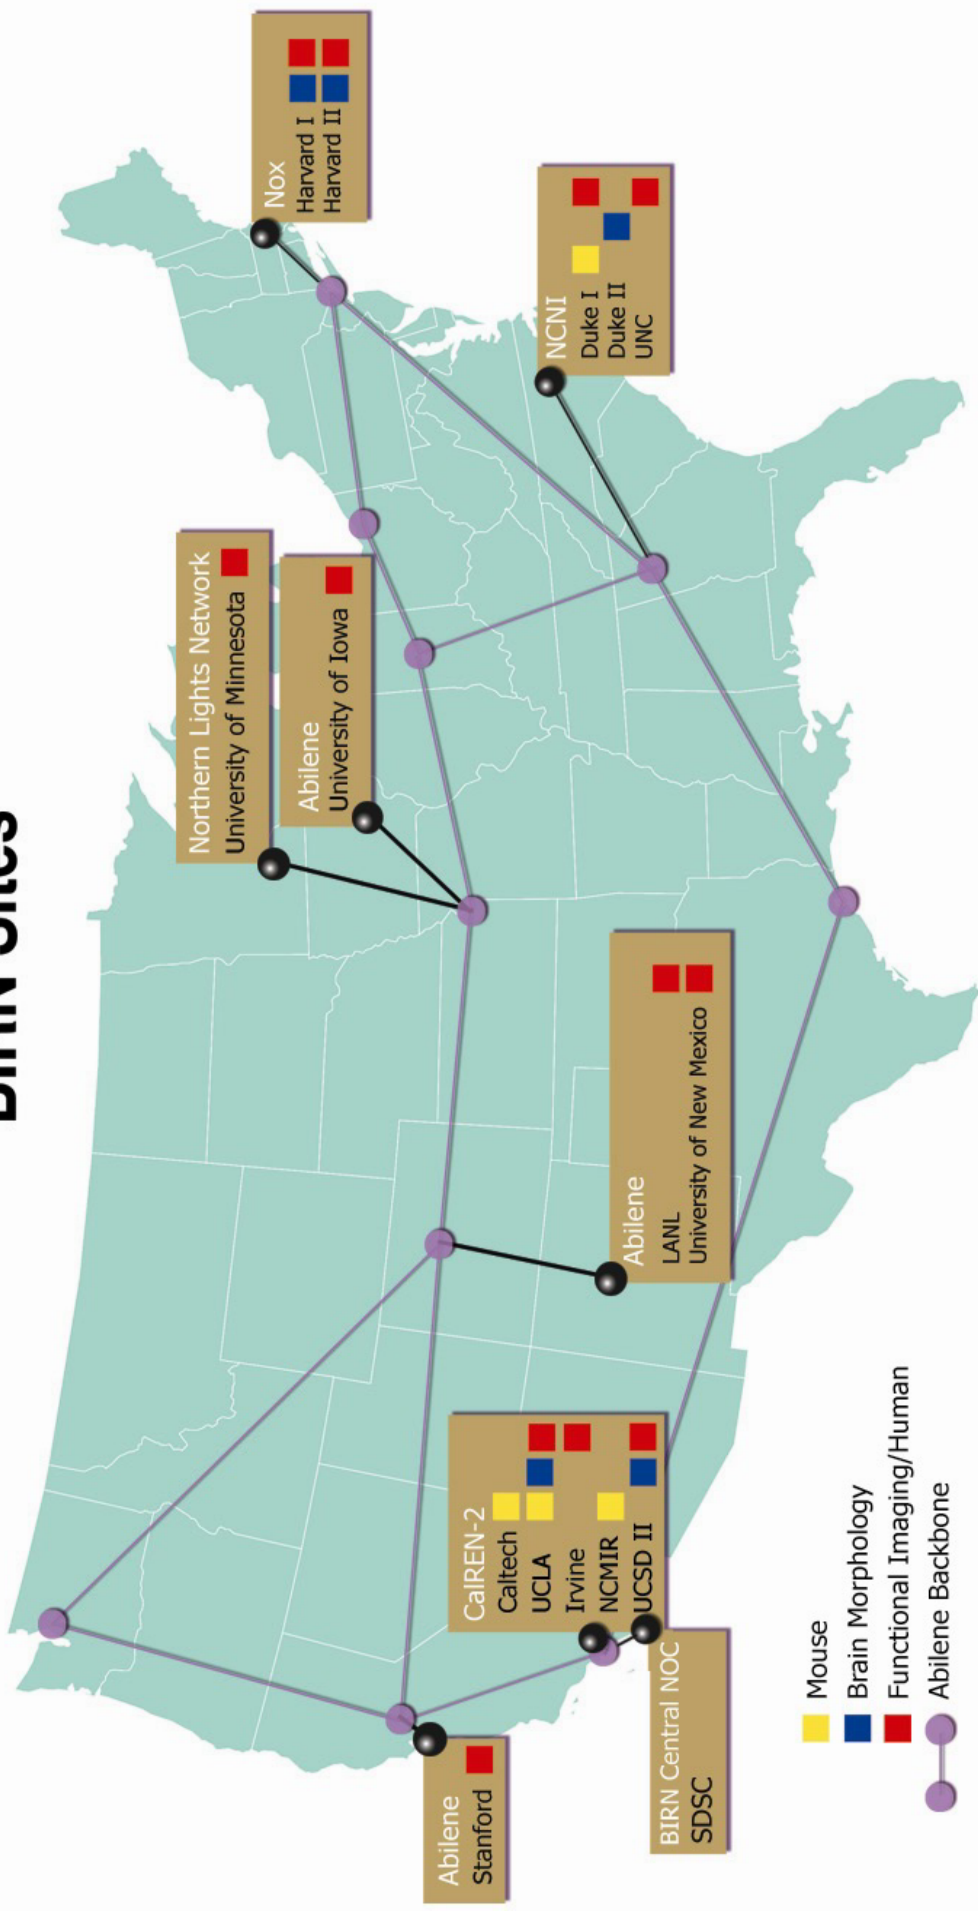 BIRN Sites
Nox
Harvard I
Harvard II
Northern Lights Network
University of Minnesota
Abilene
University of Iowa
NCNI
Duke I
Duke II
UNC
Abilene
LANL
University of New Mexico
CalREN-2
Caltech
UCLA
Irvine
NCMIR
UCSD II
Abilene
Stanford
BIRN Central NOC
SDSC
Mouse
Brain Morphology
Functional Imaging/Human
Abilene Backbone